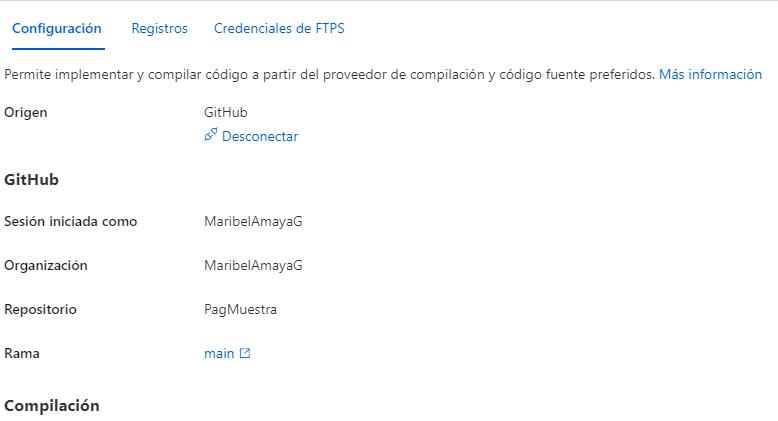 Configuración Registros Credenciales de FTPS
Permite implementar y compilar código a partir del proveedor de compilación y código fuente preferidos. Más información
Origen GitHub
Desconectar
GitHub
Sesión iniciada como MaribelAmayaG
Organización MaribelAmayaG
Repositorio PagMuestra
Rama main
Compilación